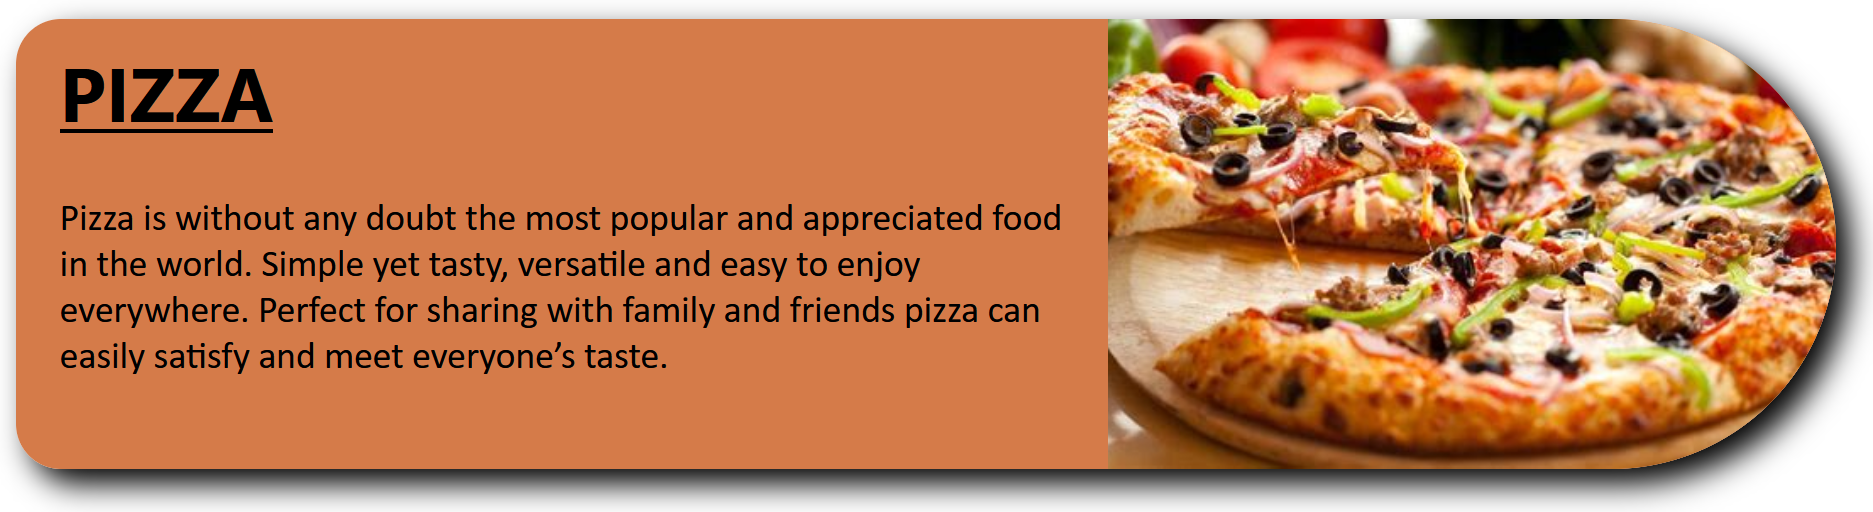 PIZZA
Pizza is without any doubt the most popular and appreciated food
in the world. Simple yet tasty, versatile and easy to enjoy
everywhere. Perfect for sharing with family and friends pizza can
easily satisfy and meet everyone’s taste.